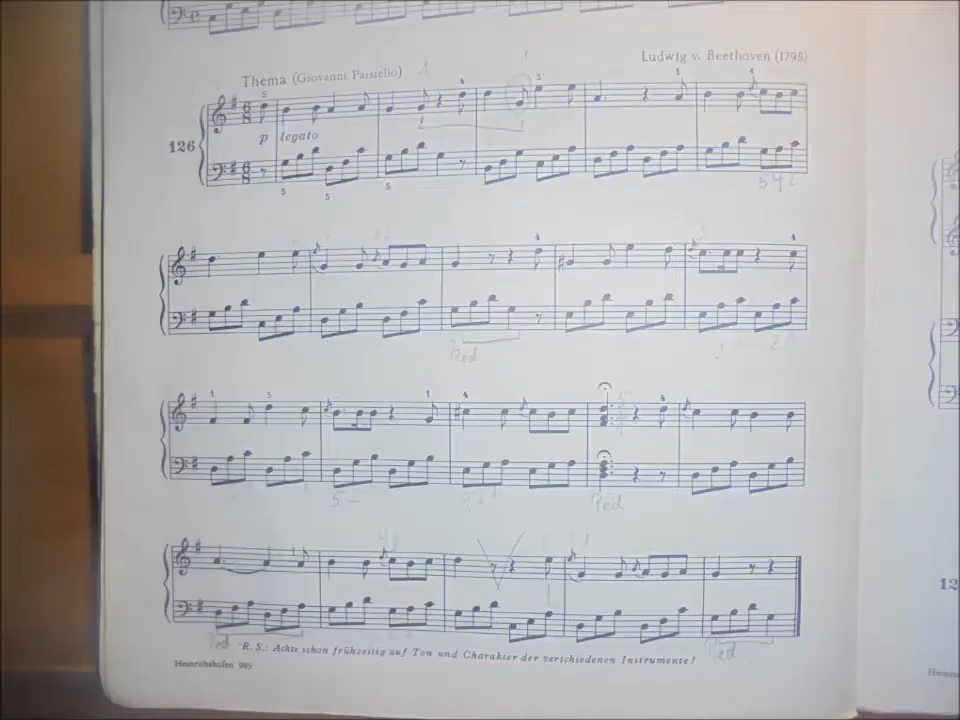 Ludwig v. Beethoven (1795)
Thema (Giovanni Paisiello)
126
p legato
Ped
Ped
Ped
Ped
R. S.: Achte schon frühzeitig auf Ton und Charakter der verschiedenen Instrumente!
Heinrichshofen 989